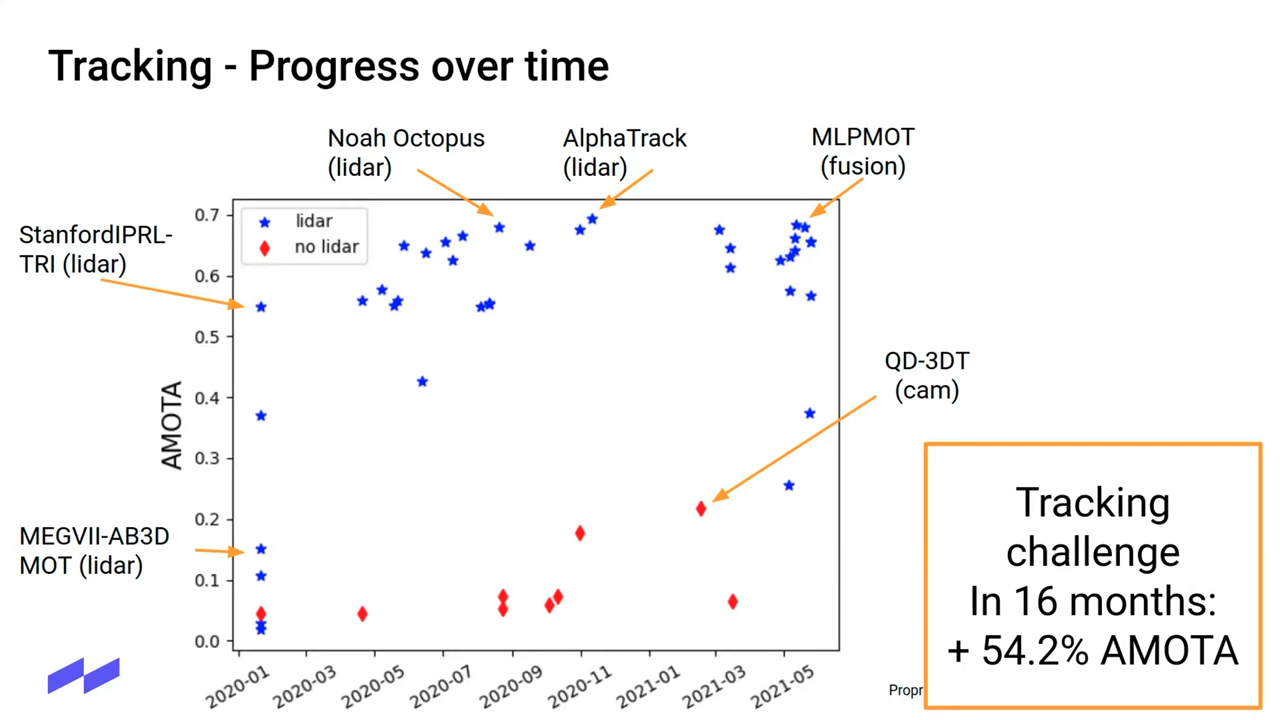 Tracking - Progress over time
Noah Octopus
(lidar)
AlphaTrack
(lidar)
MLPMOT
(fusion)
StanfordIPRL-
TRI (lidar)
MEGVII-AB3D
MOT (lidar)
QD-3DT
(cam)
lidar
no lidar
AMOTA
0.7
0.6
0.5
0.4
0.3
0.2
0.1
0.0
2020-01
2020-03
2020-05
2020-07
2020-09
2020-11
2021-01
2021-03
2021-05
Tracking
challenge
In 16 months:
+ 54.2% AMOTA